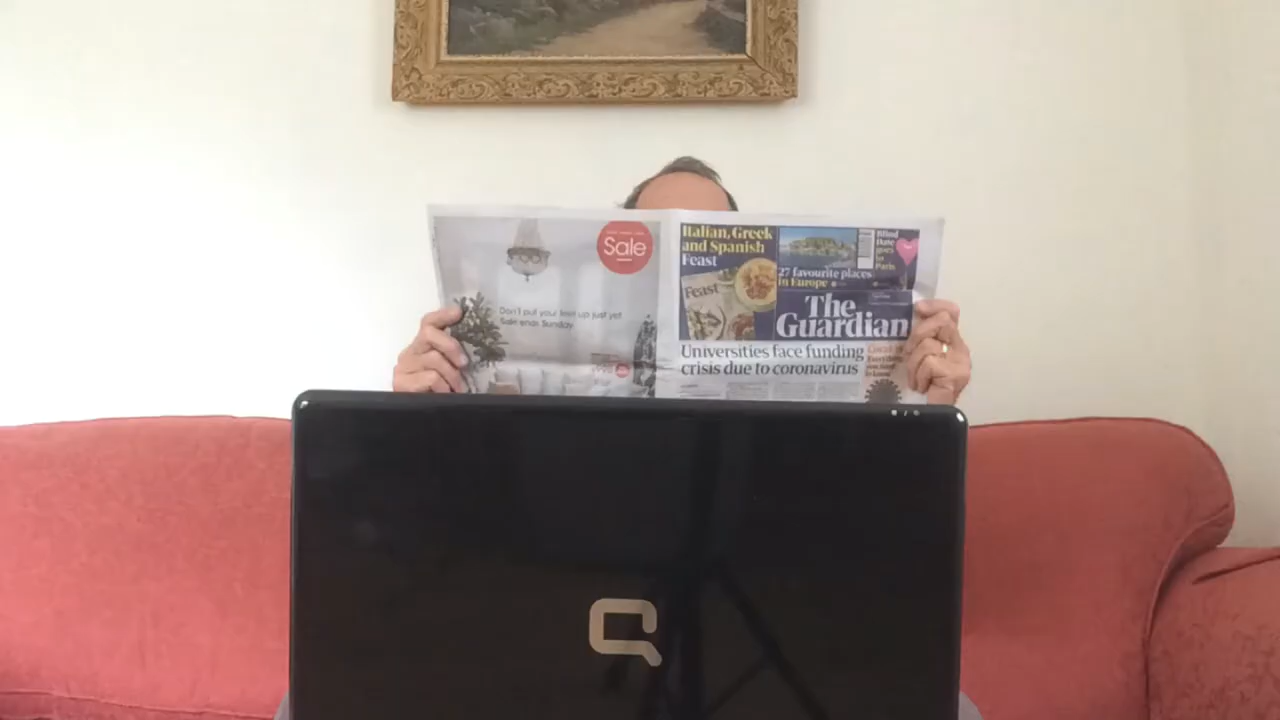 Sale
Don't put your feet up just yet
Sale ends Sunday
Italian, Greek
and Spanish
Feast
Feast
27 favourite places
in Europe
Blind
Date
goes
to
Paris
The
Guardian
Universities face funding
crisis due to coronavirus